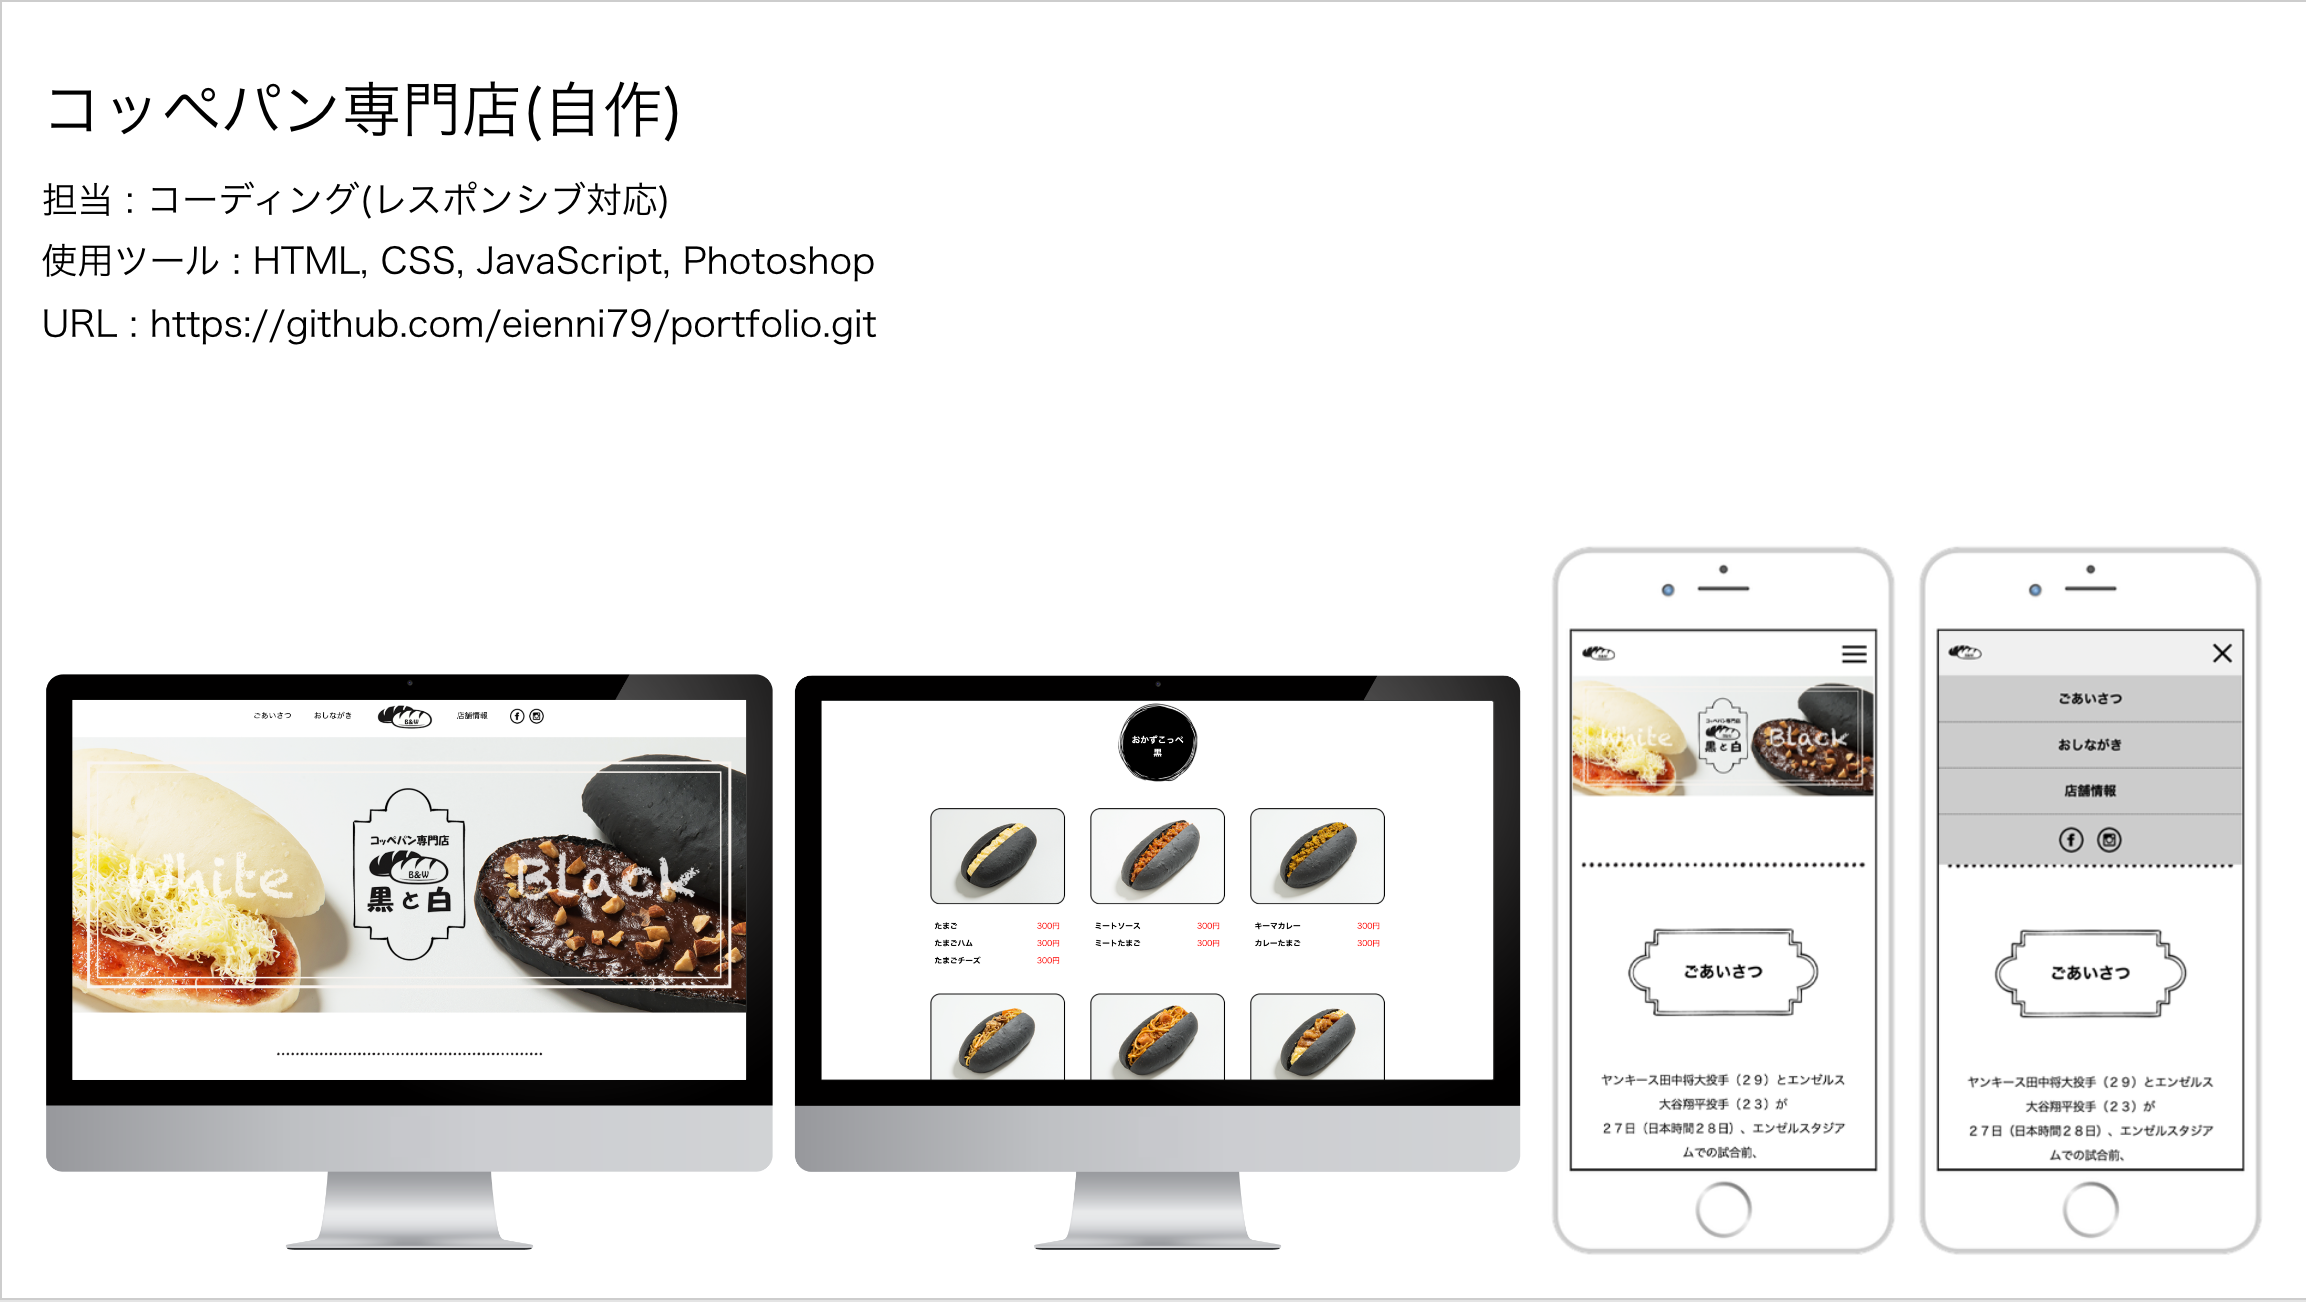 コッペパン専門店(自作)
担当 : コーディング(レスポンシブ対応)
使用ツール : HTML, CSS, JavaScript, Photoshop
URL : https://github.com/eienni79/portfolio.git
ごあいさつ おしながき B&W 店舗情報
White
コッペパン専門店
B&W
黒と白
Black
おかずこっぺ
黒
たまご 300円
たまごハム 300円
たまごチーズ 300円
ミートソース 300円
ミートたまご 300円
キーマカレー 300円
カレーたまご 300円
White
コッペパン専門店
黒と白
Black
ごあいさつ
ヤンキース田中将大投手（２９）とエンゼルス
大谷翔平投手（２３）が
２７日（日本時間２８日）、エンゼルスタジア
ムでの試合前、
ごあいさつ
おしながき
店舗情報
ごあいさつ
ヤンキース田中将大投手（２９）とエンゼルス
大谷翔平投手（２３）が
２７日（日本時間２８日）、エンゼルスタジア
ムでの試合前、